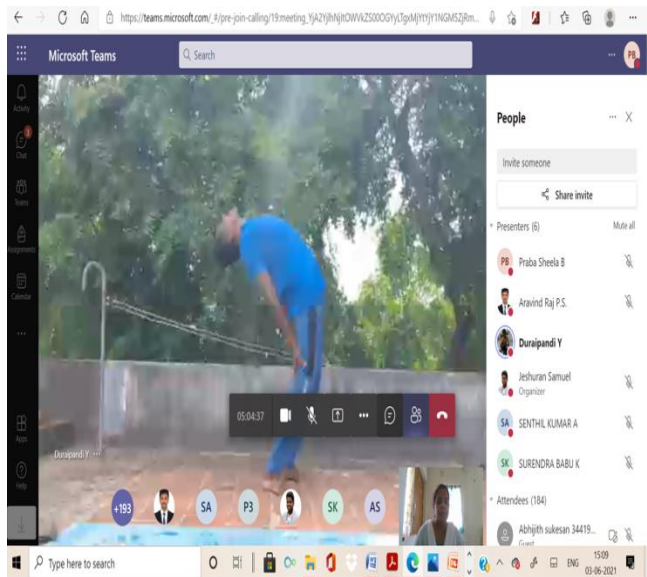 https://teams.microsoft.com/_#/pre-join-calling/19:meeting_YjA2YjlhNjItOWVkZS00OGYyLTgxMjYtYjY1NGM5ZjRm...
Microsoft Teams
Search
PB
Activity
3
Chat
Teams
Assignments
Calendar
Apps
Help
05:04:37
Duraipandi Y
+193
SA
P3
SK
AS
People
Invite someone
Share invite
Presenters (6)
Mute all
PB
Praba Sheela B
Aravind Raj P.S.
Duraipandi Y
Jeshuran Samuel
Organizer
SA
SENTHIL KUMAR A
SK
SURENDRA BABU K
Attendees (184)
Abhijith sukesan 34419...
Guest
Type here to search
ENG
15:09
03-06-2021